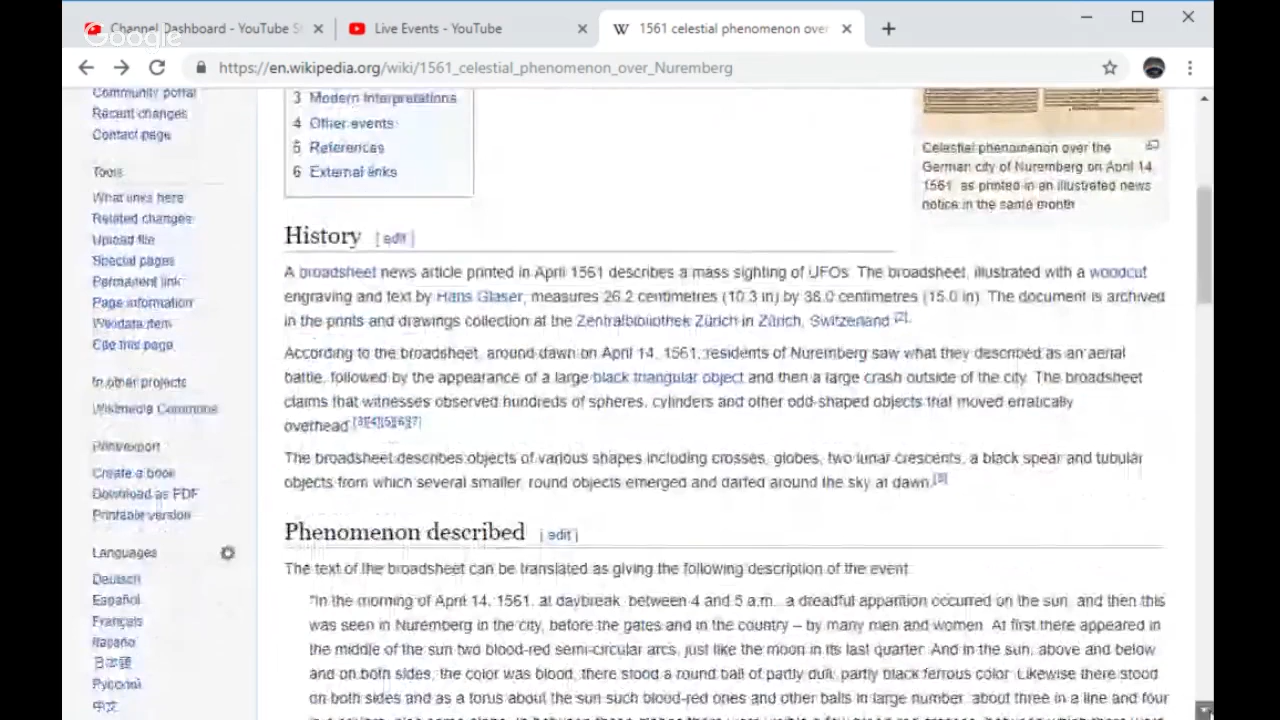 Channel Dashboard - YouTube St
Live Events - YouTube
1561 celestial phenomenon over
Google
https://en.wikipedia.org/wiki/1561_celestial_phenomenon_over_Nuremberg
Community portal
Recent changes
Contact page
Tools
What links here
Related changes
Upload file
Special pages
Permanent link
Page information
Wikidata item
Cite this page
In other projects
Wikimedia Commons
Print/export
Create a book
Download as PDF
Printable version
Languages
Deutsch
Español
Français
Italiano
日本語
Русский
中文
3 Modern interpretations
4 Other events
5 References
6 External links
Celestial phenomenon over the
German city of Nuremberg on April 14,
1561, as printed in an illustrated news
notice in the same month
History [ edit ]
A broadsheet news article printed in April 1561 describes a mass sighting of UFOs. The broadsheet, illustrated with a woodcut
engraving and text by Hans Glaser, measures 26.2 centimetres (10.3 in) by 38.0 centimetres (15.0 in). The document is archived
in the prints and drawings collection at the Zentralbibliothek Zürich in Zürich, Switzerland.[2]
According to the broadsheet, around dawn on April 14, 1561, residents of Nuremberg saw what they described as an aerial
battle, followed by the appearance of a large black triangular object and then a large crash outside of the city. The broadsheet
claims that witnesses observed hundreds of spheres, cylinders and other odd-shaped objects that moved erratically
overhead.[3][4][5][6][7]
The broadsheet describes objects of various shapes including crosses, globes, two lunar crescents, a black spear and tubular
objects from which several smaller, round objects emerged and darted around the sky at dawn.[8]
Phenomenon described [ edit ]
The text of the broadsheet can be translated as giving the following description of the event:
"In the morning of April 14, 1561, at daybreak, between 4 and 5 a.m., a dreadful apparition occurred on the sun, and then this
was seen in Nuremberg in the city, before the gates and in the country – by many men and women. At first there appeared in
the middle of the sun two blood-red semi-circular arcs, just like the moon in its last quarter. And in the sun, above and below
and on both sides, the color was blood, there stood a round ball of partly dull, partly black ferrous color. Likewise there stood
on both sides and as a torus about the sun such blood-red ones and other balls in large number, about three in a line and four